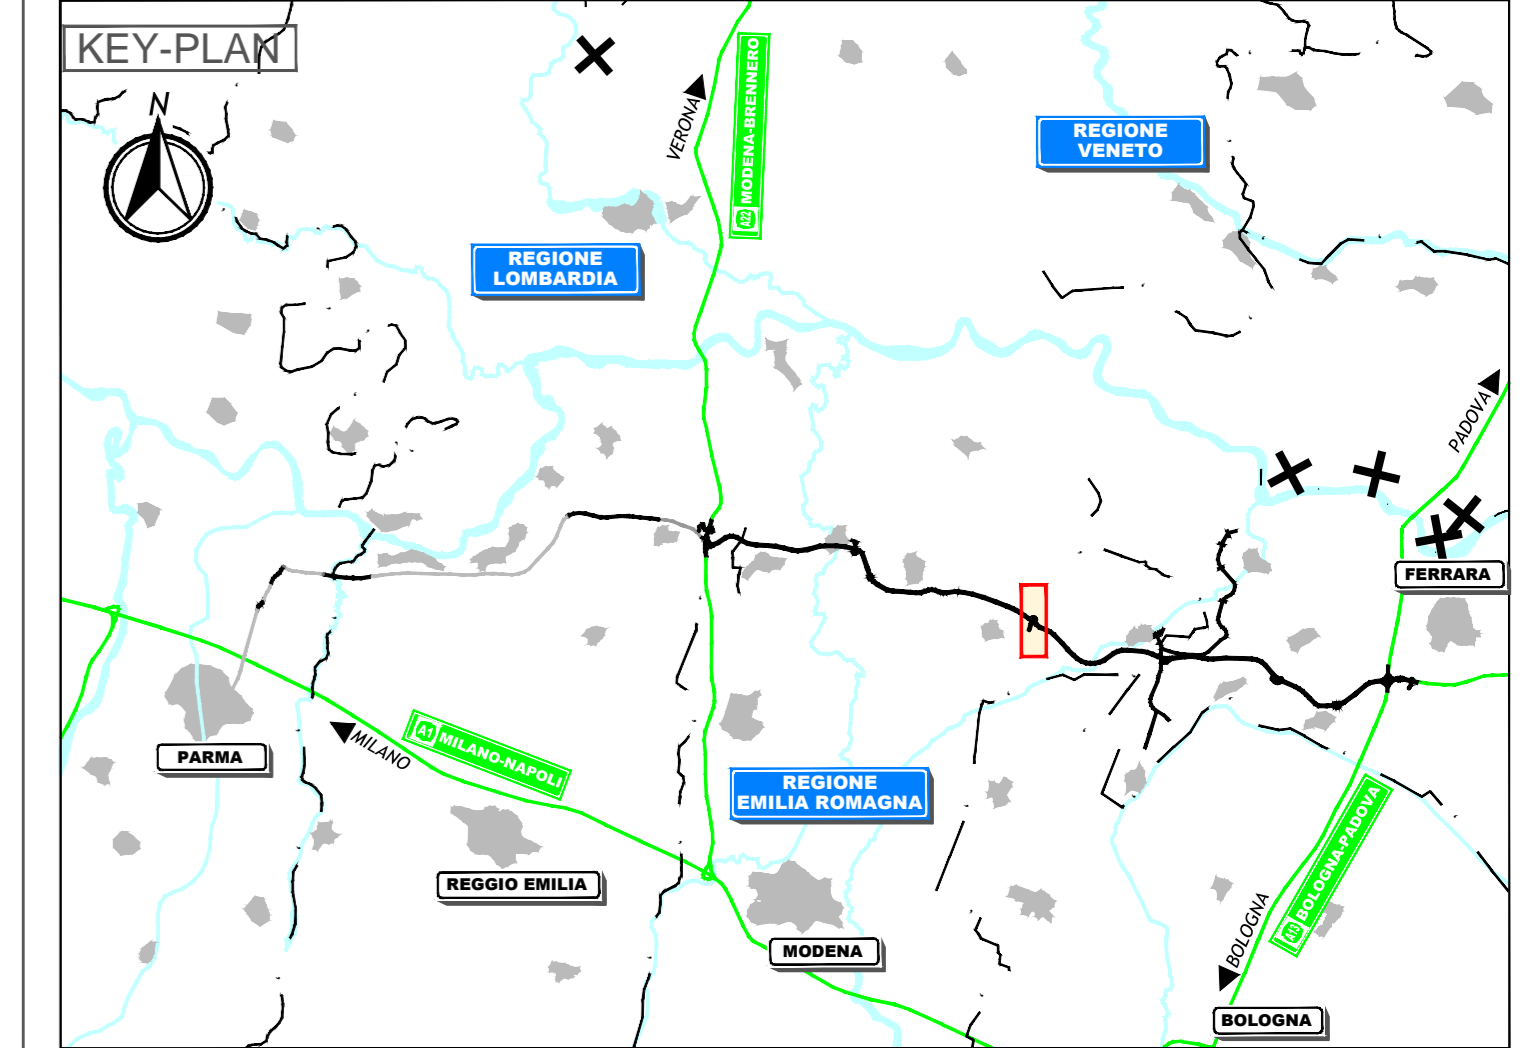 KEY-PLAN
N
VERONA
A22 MODENA-BRENNERO
REGIONE
VENETO
REGIONE
LOMBARDIA
PADOVA
FERRARA
PARMA
MILANO
A1 MILANO-NAPOLI
REGIONE
EMILIA ROMAGNA
REGGIO EMILIA
MODENA
A13 BOLOGNA-PADOVA
BOLOGNA
BOLOGNA